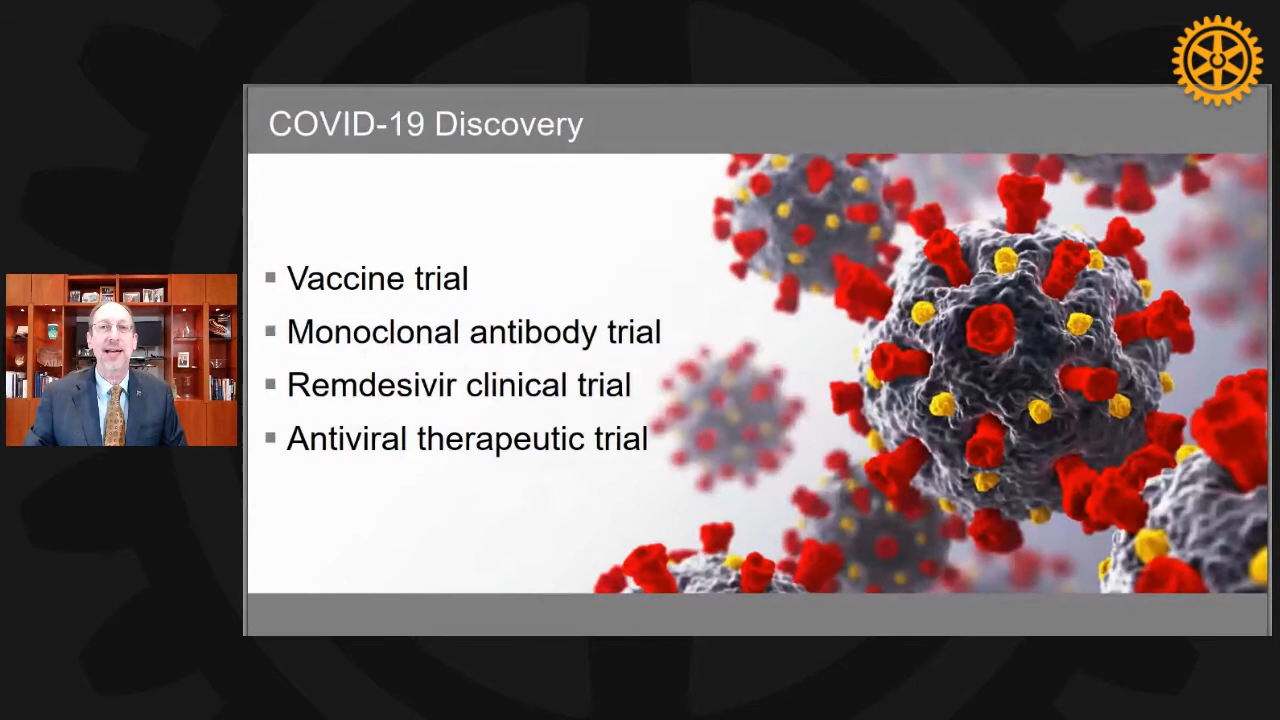 COVID-19 Discovery
Vaccine trial
Monoclonal antibody trial
Remdesivir clinical trial
Antiviral therapeutic trial